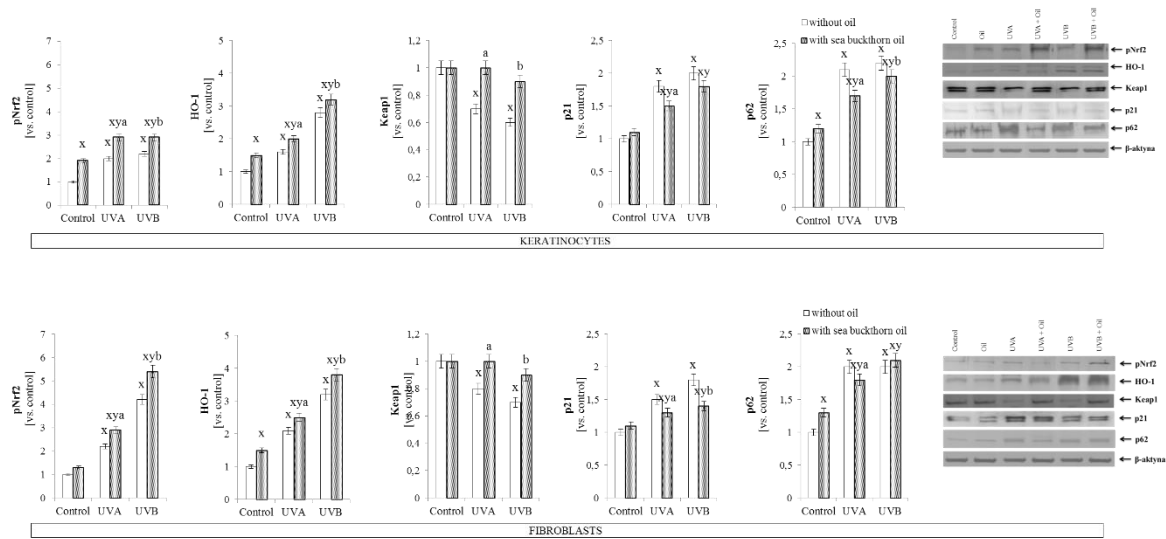 without oil
with sea buckthorn oil
pNrf2
[vs. control]
7
6
5
4
3
2
1
0
x
x
xya
x
xyb
Control UVA UVB
HO-1
[vs. control]
5
4
3
2
1
0
x
x
xya
x
xyb
Control UVA UVB
Keap1
[vs. control]
1,2
1
0,8
0,6
0,4
0,2
0
x
a
x
b
Control UVA UVB
p21
[vs. control]
2,5
2
1,5
1
0,5
0
x
xya
x
xy
Control UVA UVB
p62
[vs. control]
2,5
2
1,5
1
0,5
0
x
x
xya
x
xyb
Control UVA UVB
Control
Oil
UVA
UVA + Oil
UVB
UVB + Oil
pNrf2
HO-1
Keap1
p21
p62
β-aktyna
KERATINOCYTES
without oil
with sea buckthorn oil
pNrf2
[vs. control]
7
6
5
4
3
2
1
0
x
xya
x
xyb
Control UVA UVB
HO-1
[vs. control]
5
4
3
2
1
0
x
x
xya
x
xyb
Control UVA UVB
Keap1
[vs. control]
1,2
1
0,8
0,6
0,4
0,2
0
x
a
x
b
Control UVA UVB
p21
[vs. control]
2,5
2
1,5
1
0,5
0
x
xya
x
xyb
Control UVA UVB
p62
[vs. control]
2,5
2
1,5
1
0,5
0
x
x
xya
x
xy
Control UVA UVB
Control
Oil
UVA
UVA + Oil
UVB
UVB + Oil
pNrf2
HO-1
Keap1
p21
p62
β-aktyna
FIBROBLASTS